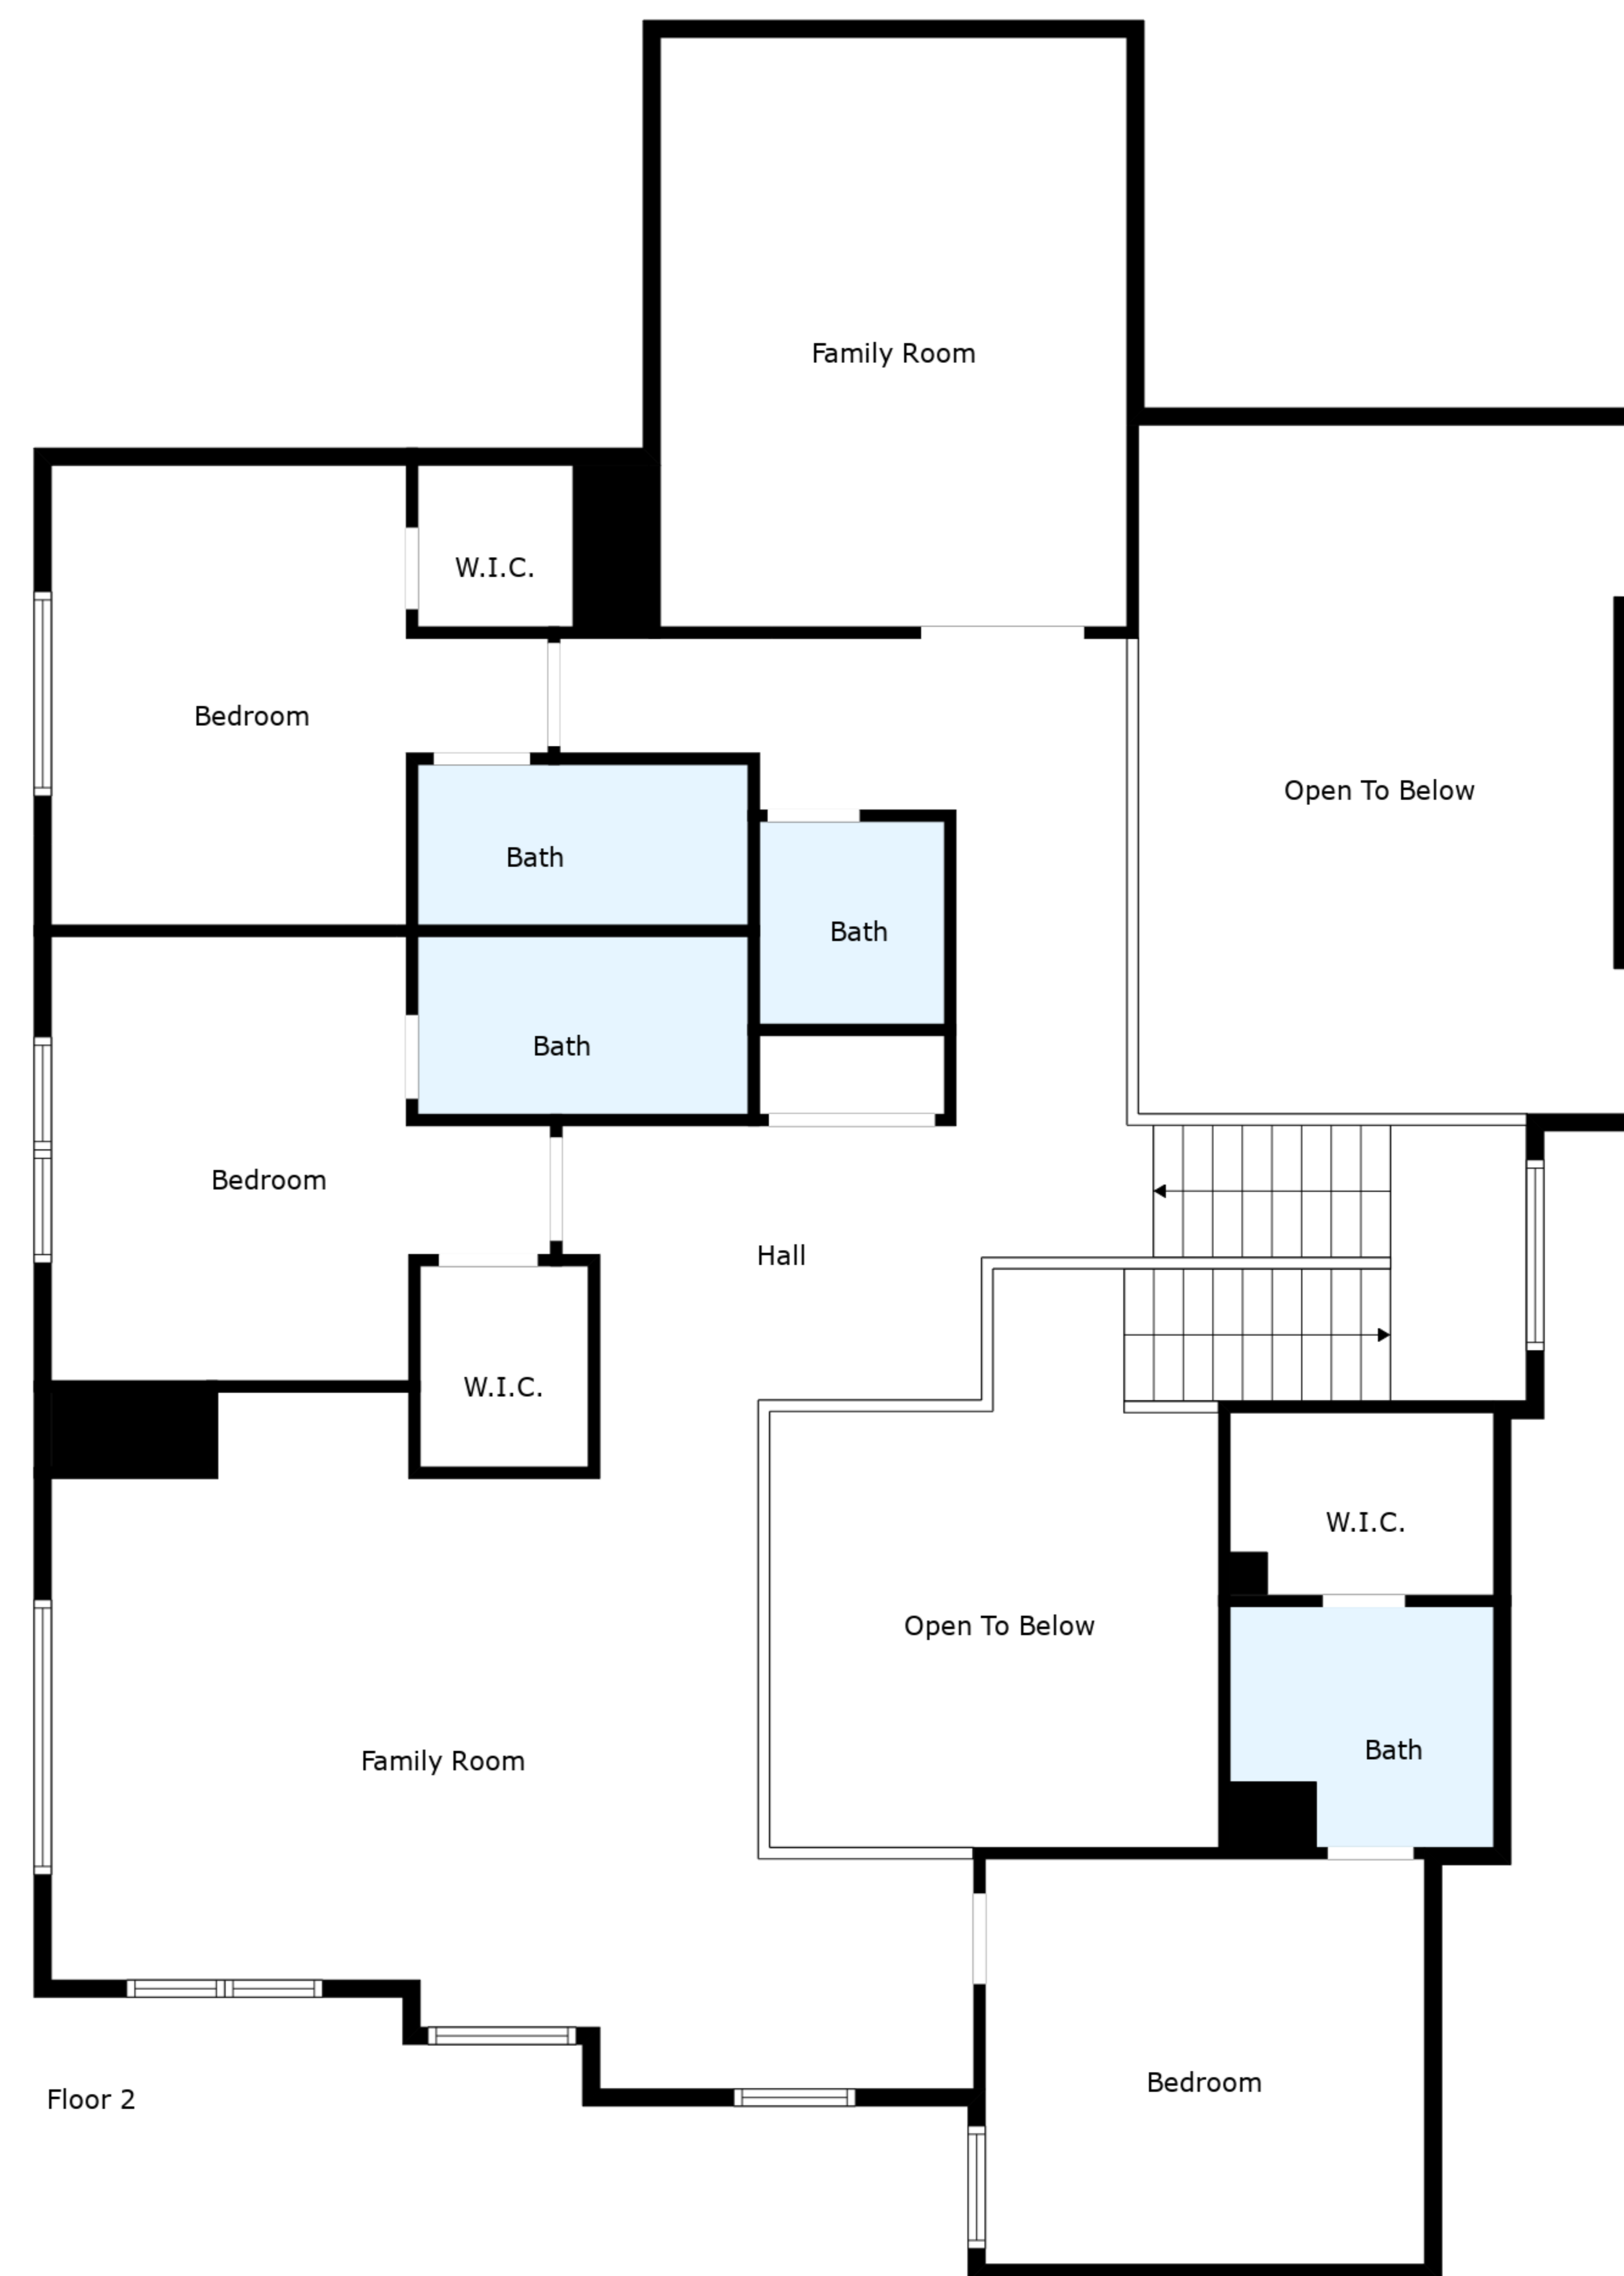 Family Room
W.I.C.
Bedroom
Open To Below
Bath
Bath
Bath
Bedroom
Hall
W.I.C.
W.I.C.
Open To Below
Bath
Family Room
Bedroom
Floor 2